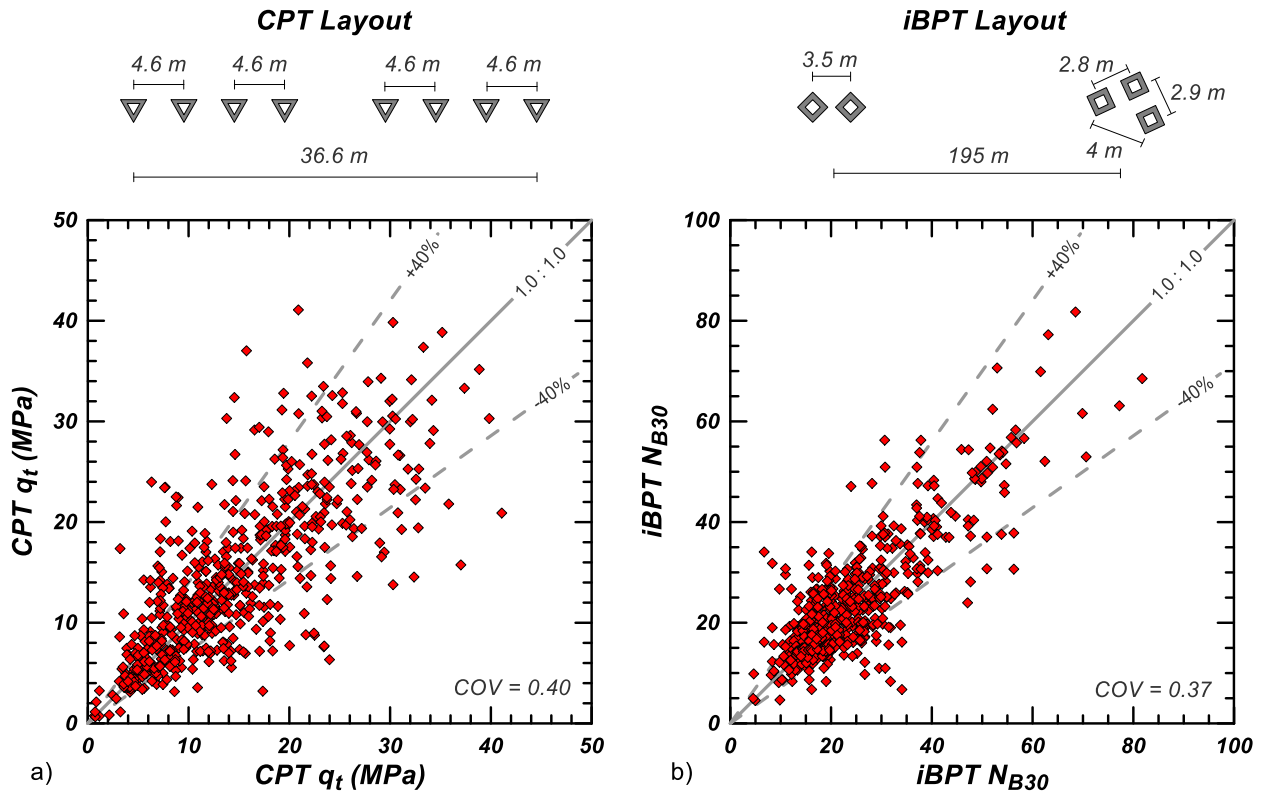 CPT Layout
4.6 m 4.6 m 4.6 m 4.6 m
36.6 m
50
40
30
20
10
0
0 10 20 30 40 50
CPT qt (MPa)
CPT qt (MPa)
+40%
1.0 : 1.0
-40%
COV = 0.40
a)
iBPT Layout
3.5 m
2.8 m
2.9 m
4 m
195 m
100
80
60
40
20
0
0 20 40 60 80 100
iBPT NB30
iBPT NB30
+40%
1.0 : 1.0
-40%
COV = 0.37
b)